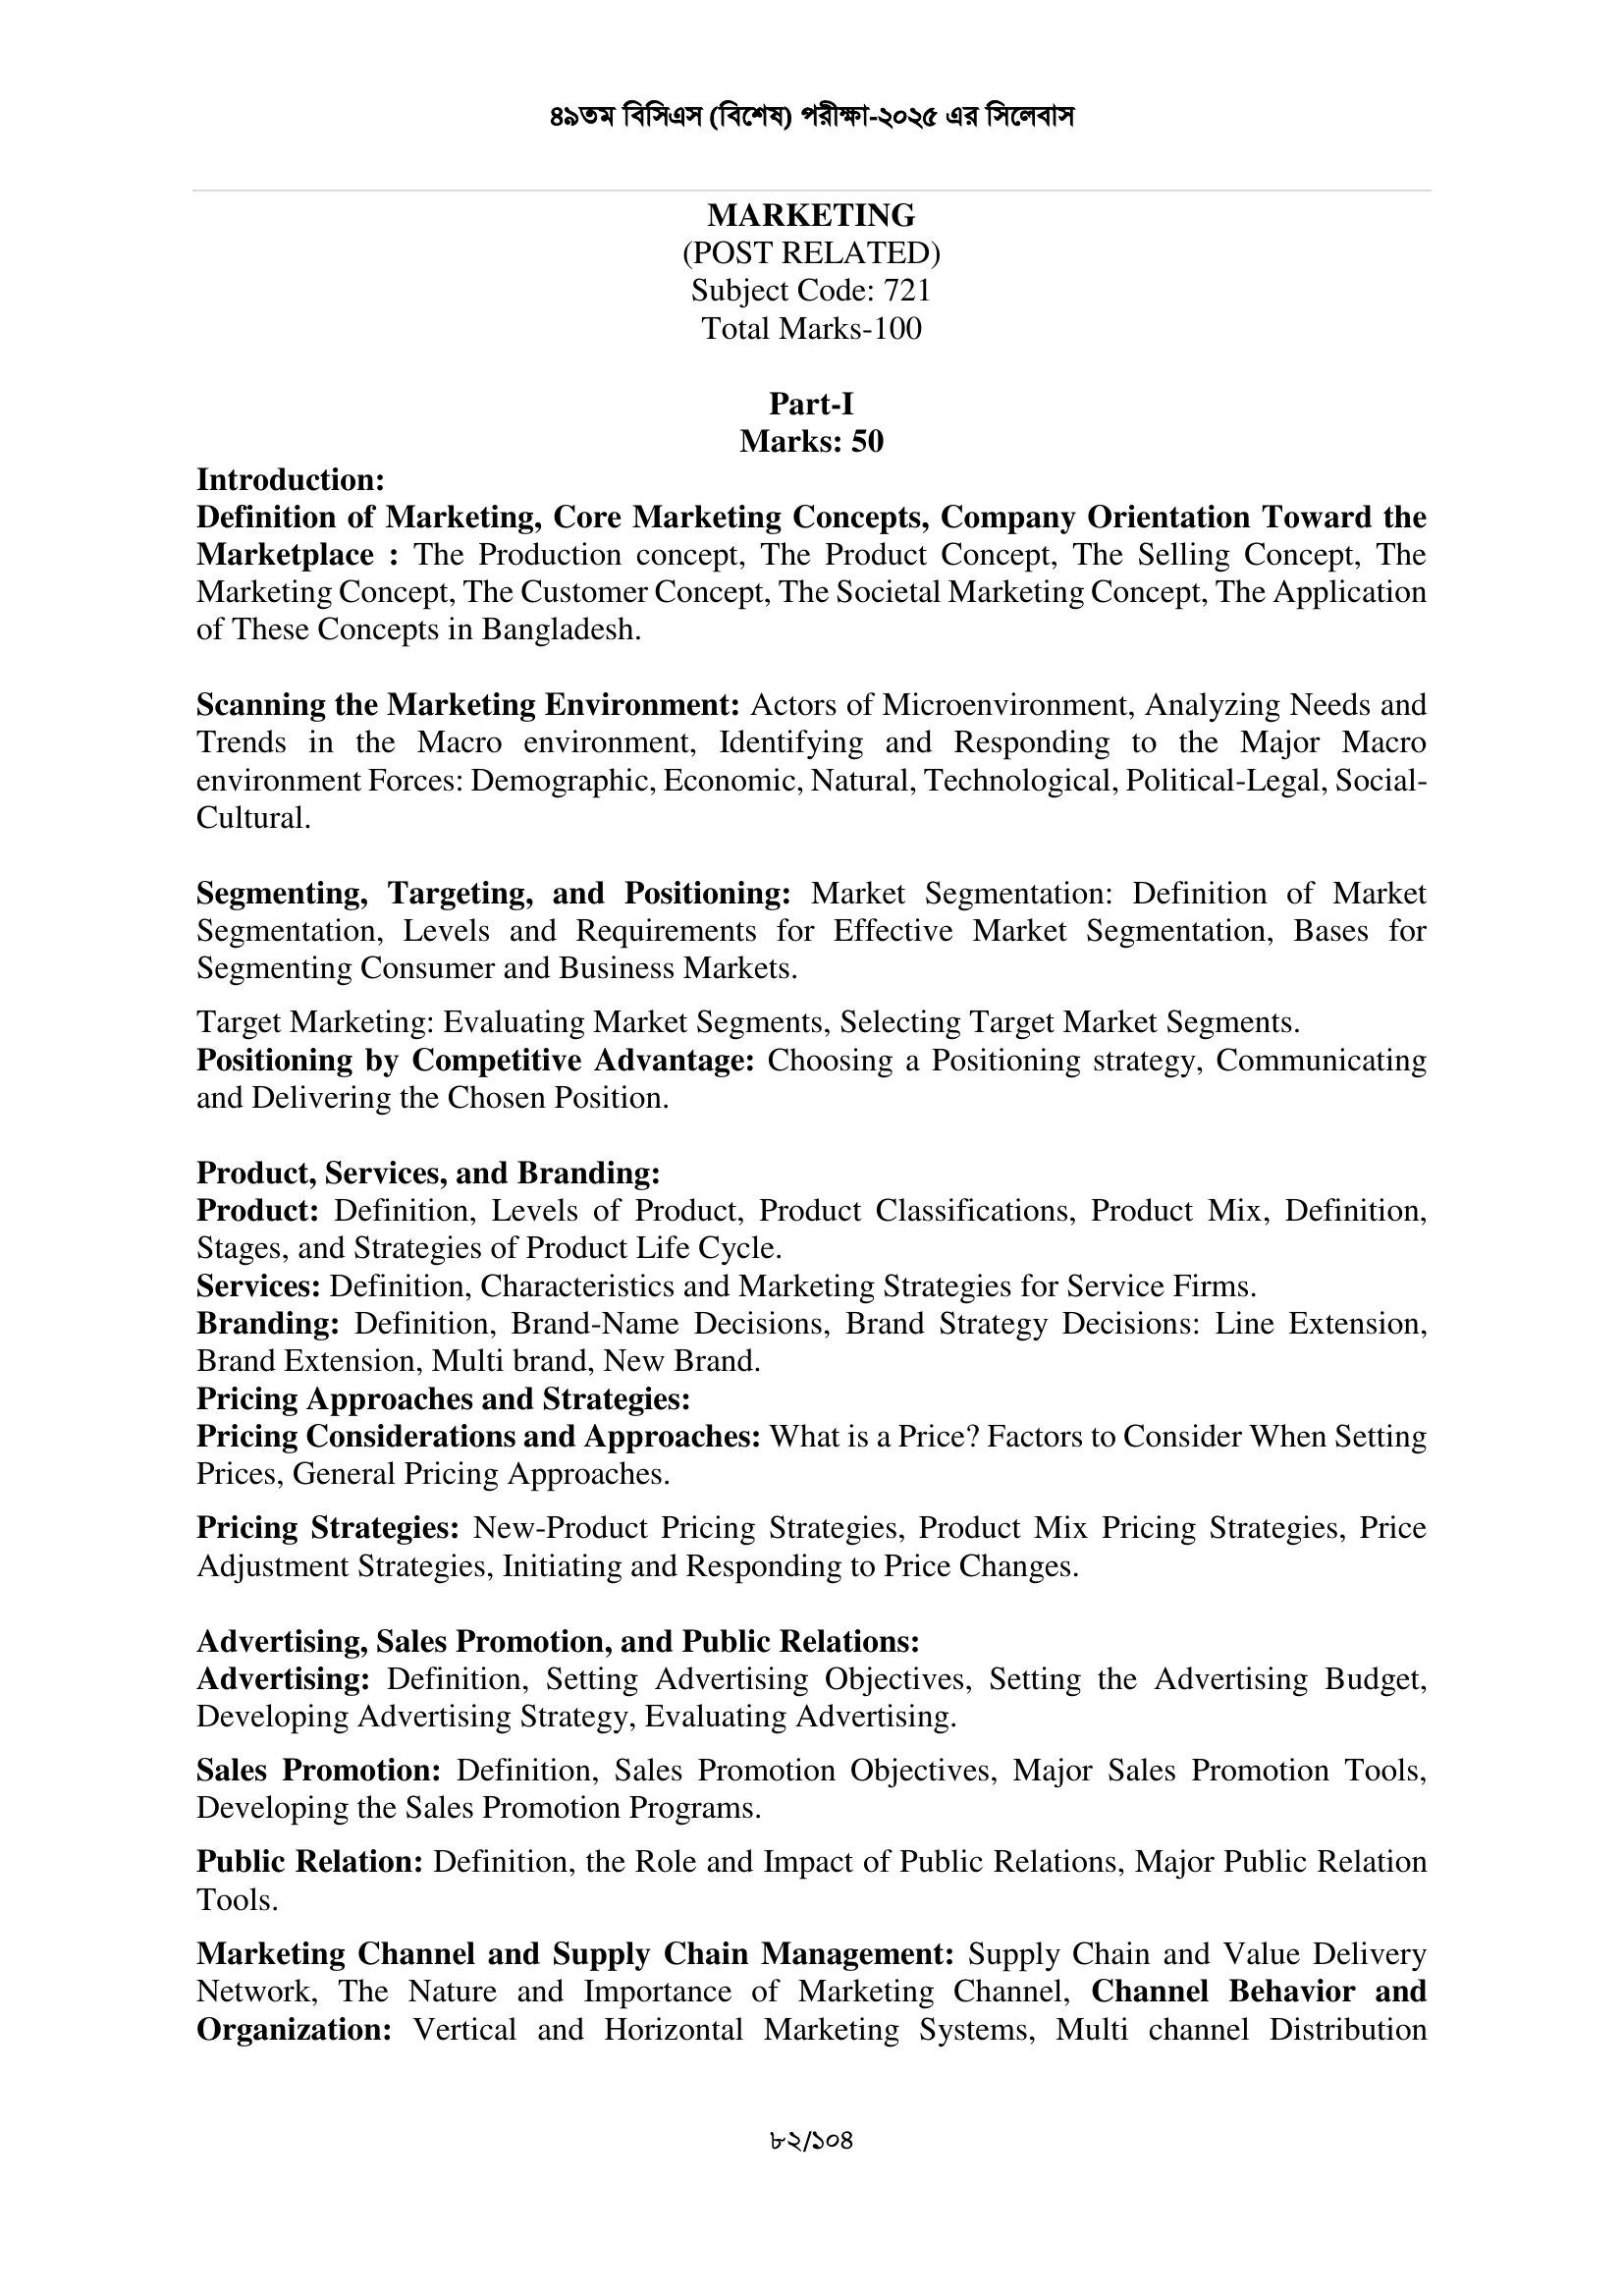 ৪৯তম বিসিএস (বিশেষ) পরীক্ষা-২০২৫ এর সিলেবাস
MARKETING
(POST RELATED)
Subject Code: 721
Total Marks-100
Part-I
Marks: 50
Introduction:
Definition of Marketing, Core Marketing Concepts, Company Orientation Toward the
Marketplace : The Production concept, The Product Concept, The Selling Concept, The
Marketing Concept, The Customer Concept, The Societal Marketing Concept, The Application
of These Concepts in Bangladesh.
Scanning the Marketing Environment: Actors of Microenvironment, Analyzing Needs and
Trends in the Macro environment, Identifying and Responding to the Major Macro
environment Forces: Demographic, Economic, Natural, Technological, Political-Legal, Social-
Cultural.
Segmenting, Targeting, and Positioning: Market Segmentation: Definition of Market
Segmentation, Levels and Requirements for Effective Market Segmentation, Bases for
Segmenting Consumer and Business Markets.
Target Marketing: Evaluating Market Segments, Selecting Target Market Segments.
Positioning by Competitive Advantage: Choosing a Positioning strategy, Communicating
and Delivering the Chosen Position.
Product, Services, and Branding:
Product: Definition, Levels of Product, Product Classifications, Product Mix, Definition,
Stages, and Strategies of Product Life Cycle.
Services: Definition, Characteristics and Marketing Strategies for Service Firms.
Branding: Definition, Brand-Name Decisions, Brand Strategy Decisions: Line Extension,
Brand Extension, Multi brand, New Brand.
Pricing Approaches and Strategies:
Pricing Considerations and Approaches: What is a Price? Factors to Consider When Setting
Prices, General Pricing Approaches.
Pricing Strategies: New-Product Pricing Strategies, Product Mix Pricing Strategies, Price
Adjustment Strategies, Initiating and Responding to Price Changes.
Advertising, Sales Promotion, and Public Relations:
Advertising: Definition, Setting Advertising Objectives, Setting the Advertising Budget,
Developing Advertising Strategy, Evaluating Advertising.
Sales Promotion: Definition, Sales Promotion Objectives, Major Sales Promotion Tools,
Developing the Sales Promotion Programs.
Public Relation: Definition, the Role and Impact of Public Relations, Major Public Relation
Tools.
Marketing Channel and Supply Chain Management: Supply Chain and Value Delivery
Network, The Nature and Importance of Marketing Channel, Channel Behavior and
Organization: Vertical and Horizontal Marketing Systems, Multi channel Distribution
৮২/১০৪